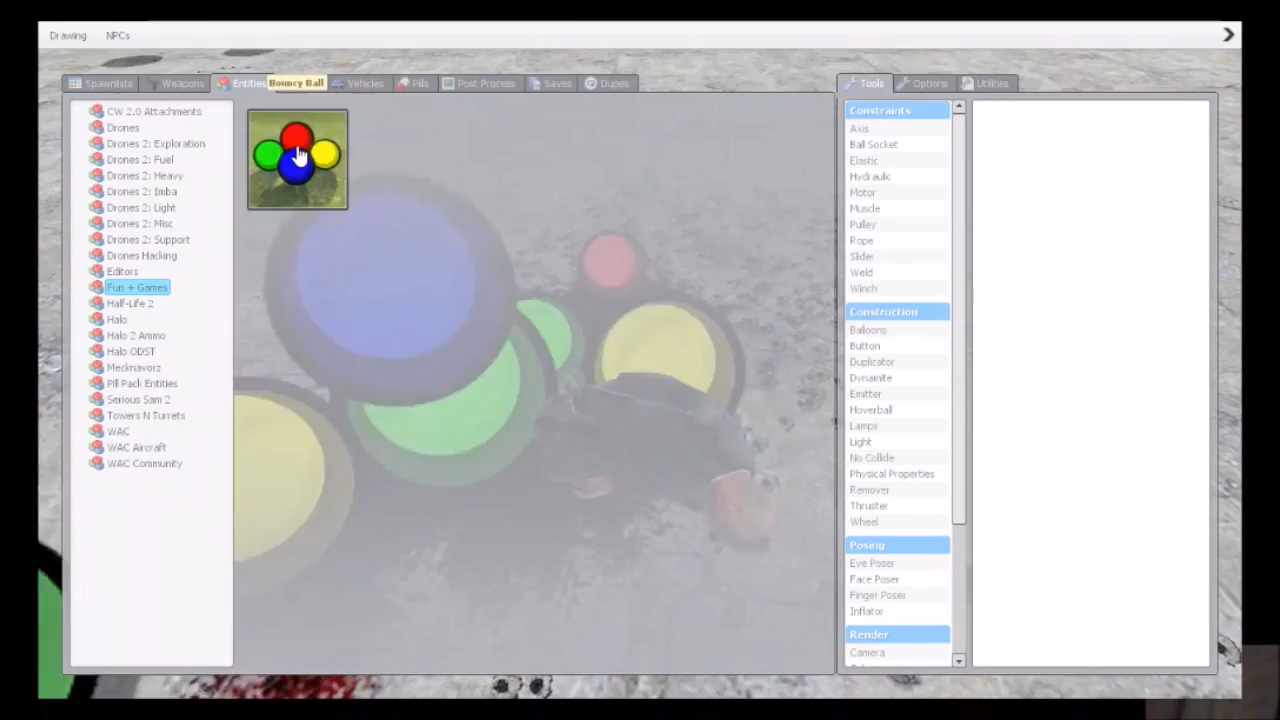 Drawing NPCs
Spawnlists Weapons Entities Bouncy Ball Vehicles Pills Post Process Saves Dupes Tools Options Utilities
CW 2.0 Attachments
Drones
Drones 2: Exploration
Drones 2: Fuel
Drones 2: Heavy
Drones 2: Imba
Drones 2: Light
Drones 2: Misc
Drones 2: Support
Drones Hacking
Editors
Fun + Games
Half-Life 2
Halo
Halo 2 Ammo
Halo ODST
Mecknavorz
Pill Pack Entities
Serious Sam 2
Towers N Turrets
WAC
WAC Aircraft
WAC Community
Constraints
Axis
Ball Socket
Elastic
Hydraulic
Motor
Muscle
Pulley
Rope
Slider
Weld
Winch
Construction
Balloons
Button
Duplicator
Dynamite
Emitter
Hoverball
Lamps
Light
No Collide
Physical Properties
Remover
Thruster
Wheel
Posing
Eye Poser
Face Poser
Finger Poser
Inflator
Render
Camera